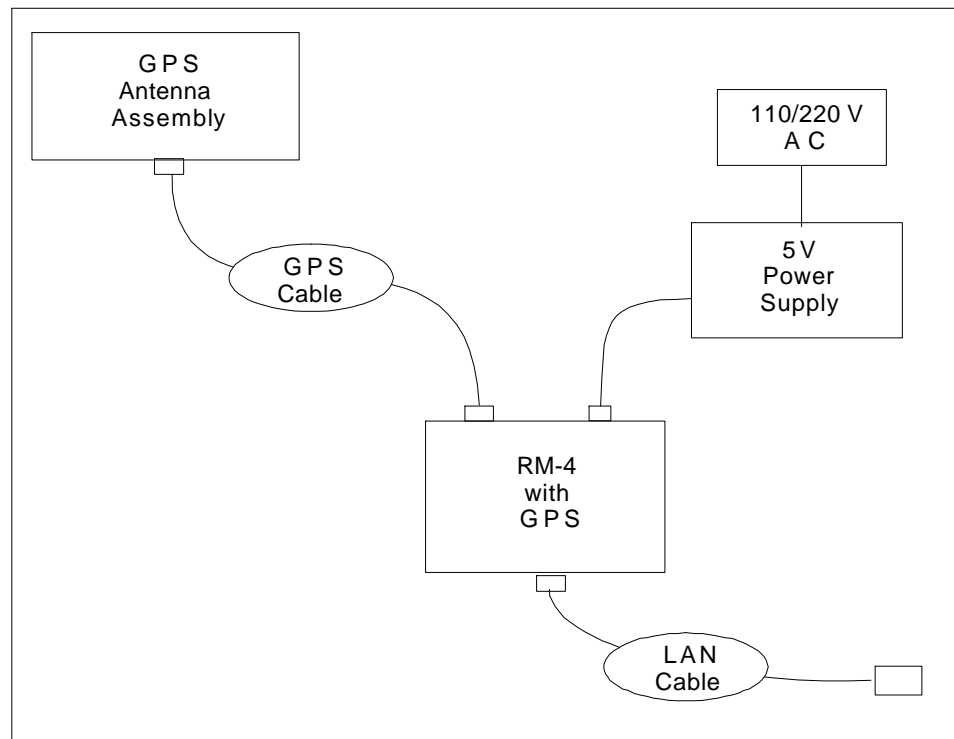 GPS
Antenna
Assembly
110/220 V
AC
5V
Power
Supply
GPS
Cable
RM-4
with
GPS
LAN
Cable